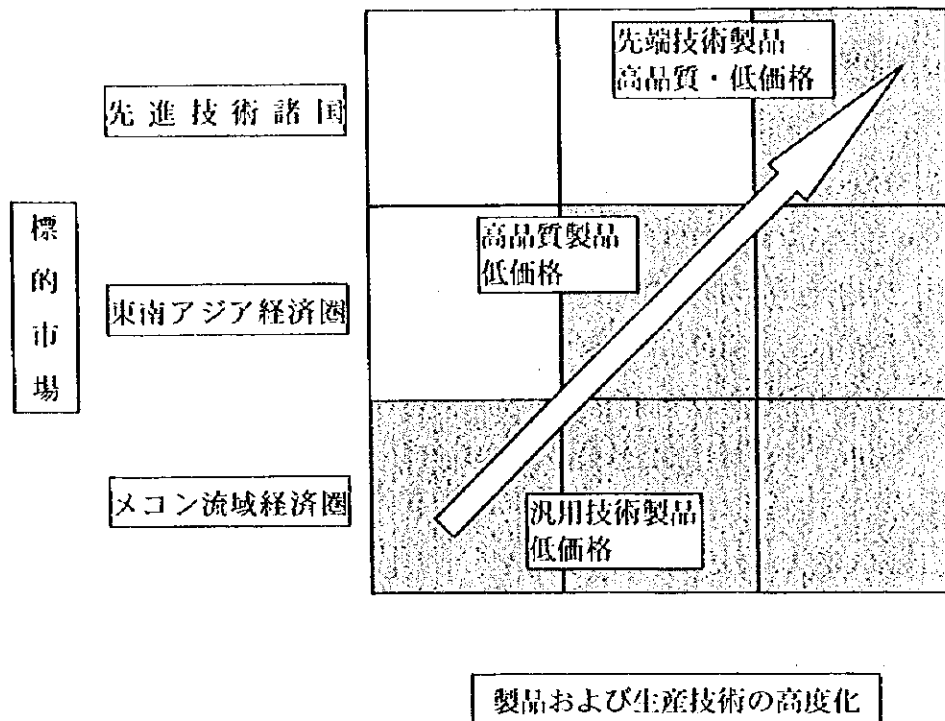 先端技術製品
高品質・低価格
先進技術諸国
標的市場
高品質製品
低価格
東南アジア経済圏
メコン流域経済圏
汎用技術製品
低価格
製品および生産技術の高度化